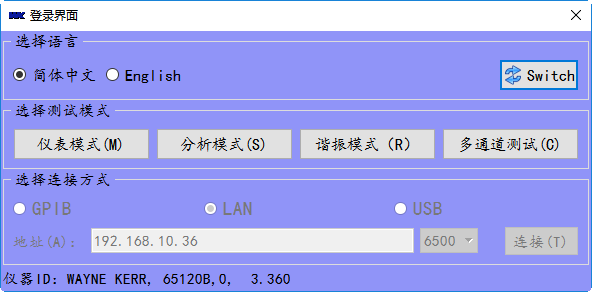 登录界面
选择语言
简体中文 English Switch
选择测试模式
仪表模式(M) 分析模式(S) 谐振模式（R） 多通道测试(C)
选择连接方式
GPIB LAN USB
地址(A): 192.168.10.36 6500 连接(T)
仪器ID: WAYNE KERR, 65120B,0, 3.360